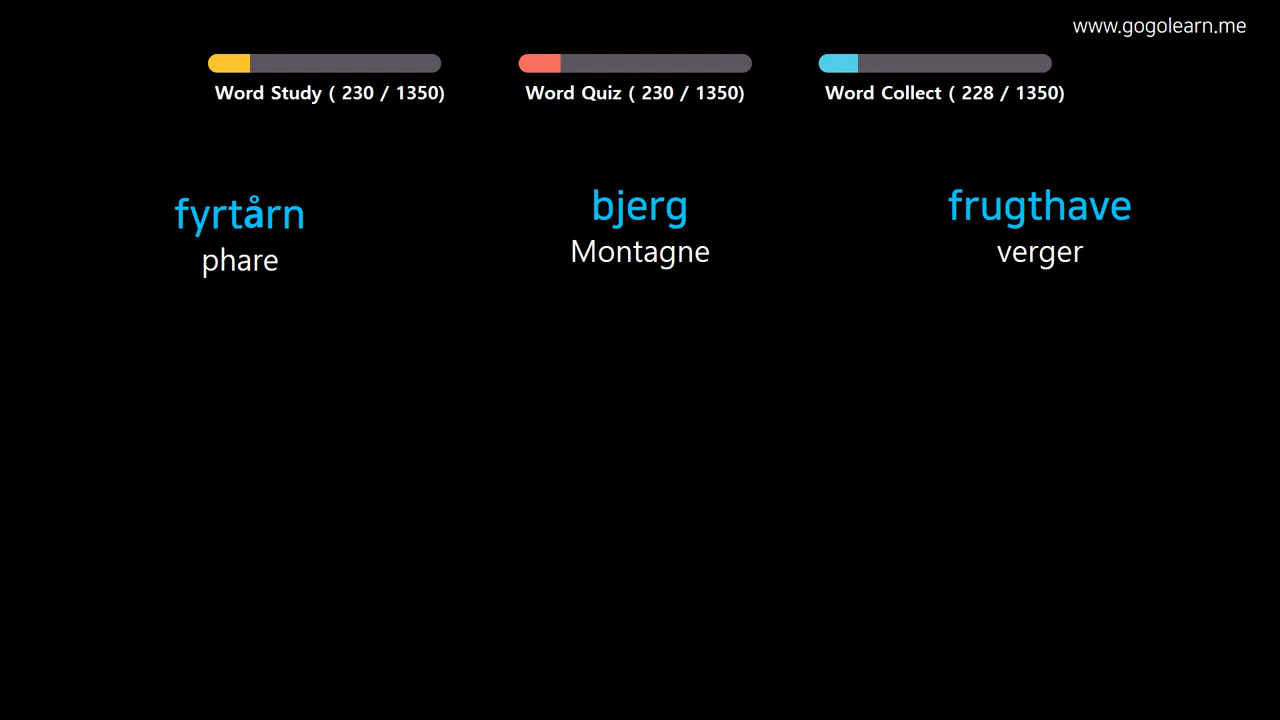 www.gogolearn.me
Word Study ( 230 / 1350)
Word Quiz ( 230 / 1350)
Word Collect ( 228 / 1350)
fyrtårn
phare
bjerg
Montagne
frugthave
verger